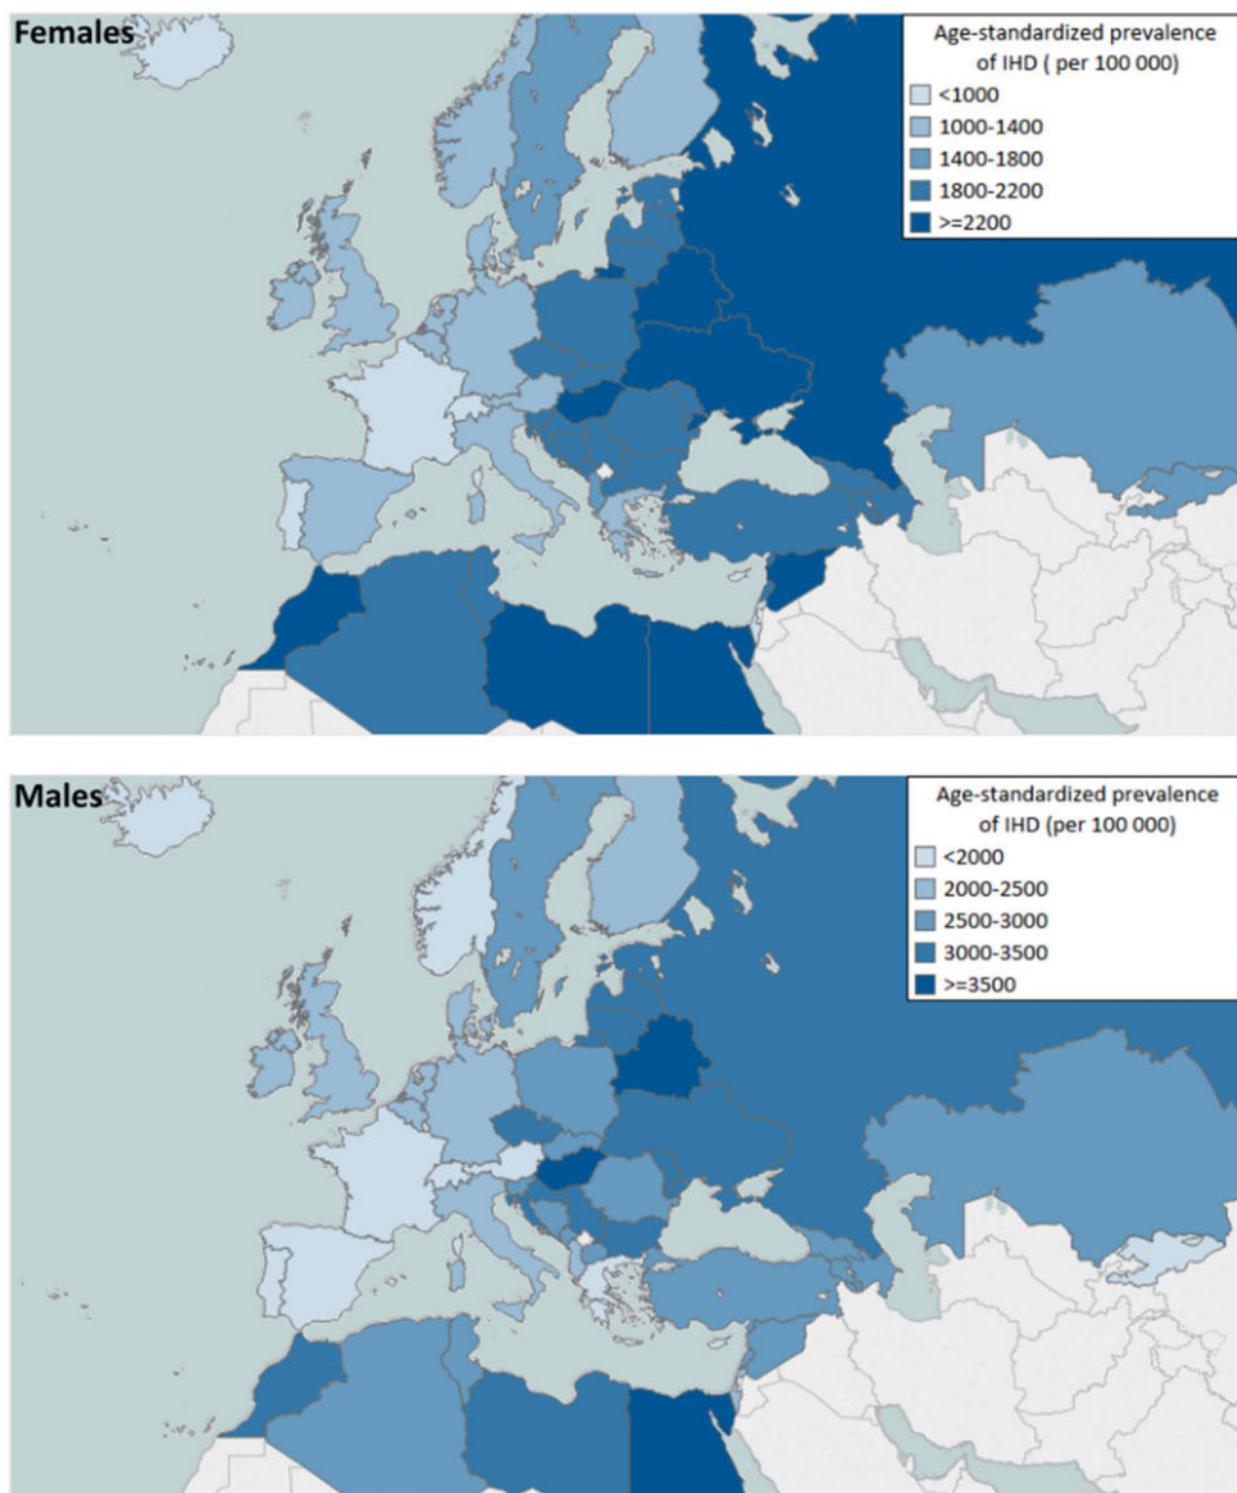 Females
Age-standardized prevalence
of IHD ( per 100 000)
<1000
1000-1400
1400-1800
1800-2200
>=2200
Males
Age-standardized prevalence
of IHD (per 100 000)
<2000
2000-2500
2500-3000
3000-3500
>=3500